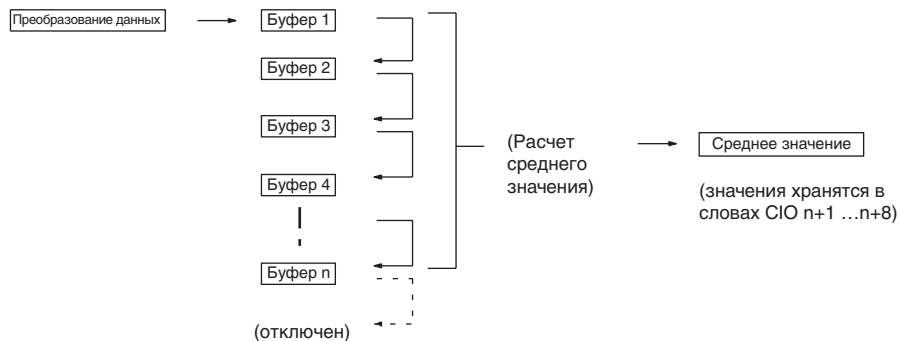 Преобразование данных
Буфер 1
Буфер 2
Буфер 3
Буфер 4
Буфер n
(отключен)
(Расчет
среднего
значения)
Среднее значение
(значения хранятся в
словах CIO n+1 ...n+8)